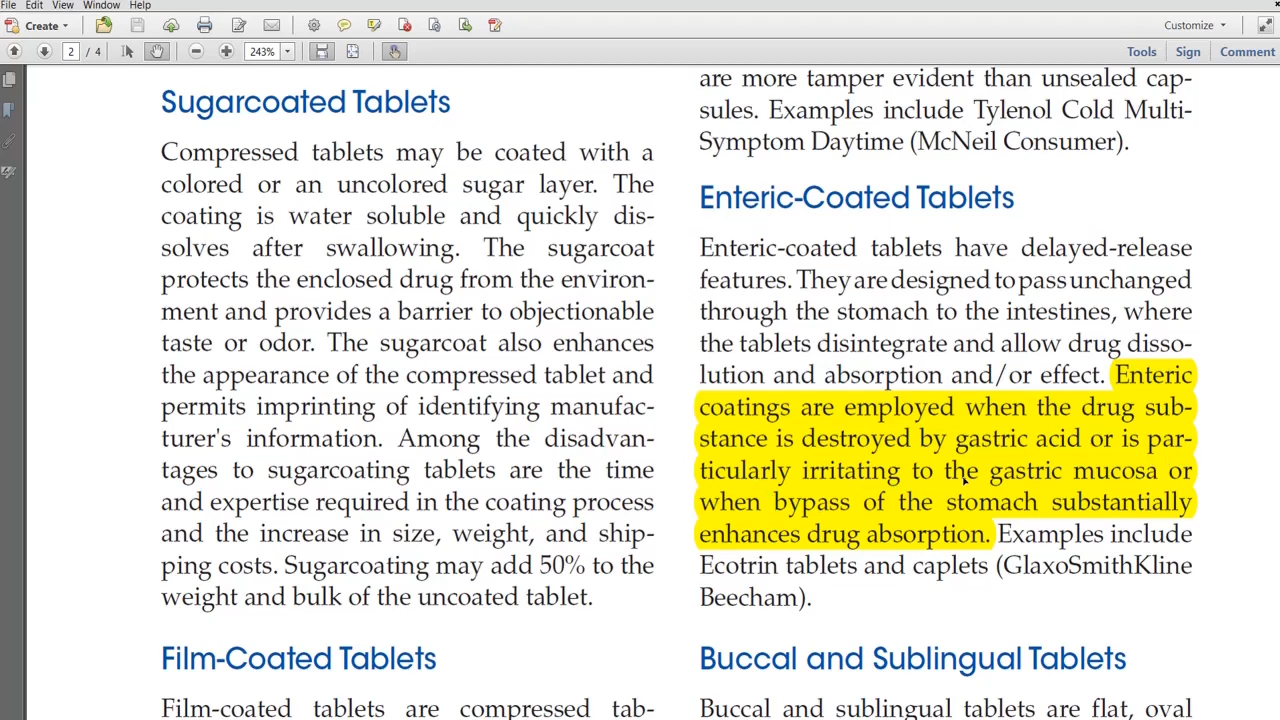 File Edit View Window Help
Create
Customize
2 / 4
243%
Tools Sign Comment
Sugarcoated Tablets
Compressed tablets may be coated with a
colored or an uncolored sugar layer. The
coating is water soluble and quickly dis-
solves after swallowing. The sugarcoat
protects the enclosed drug from the environ-
ment and provides a barrier to objectionable
taste or odor. The sugarcoat also enhances
the appearance of the compressed tablet and
permits imprinting of identifying manufac-
turer's information. Among the disadvan-
tages to sugarcoating tablets are the time
and expertise required in the coating process
and the increase in size, weight, and ship-
ping costs. Sugarcoating may add 50% to the
weight and bulk of the uncoated tablet.
Film-Coated Tablets
Film-coated tablets are compressed tab-
are more tamper evident than unsealed cap-
sules. Examples include Tylenol Cold Multi-
Symptom Daytime (McNeil Consumer).
Enteric-Coated Tablets
Enteric-coated tablets have delayed-release
features. They are designed to pass unchanged
through the stomach to the intestines, where
the tablets disintegrate and allow drug disso-
lution and absorption and/or effect. Enteric
coatings are employed when the drug sub-
stance is destroyed by gastric acid or is par-
ticularly irritating to the gastric mucosa or
when bypass of the stomach substantially
enhances drug absorption. Examples include
Ecotrin tablets and caplets (GlaxoSmithKline
Beecham).
Buccal and Sublingual Tablets
Buccal and sublingual tablets are flat, oval